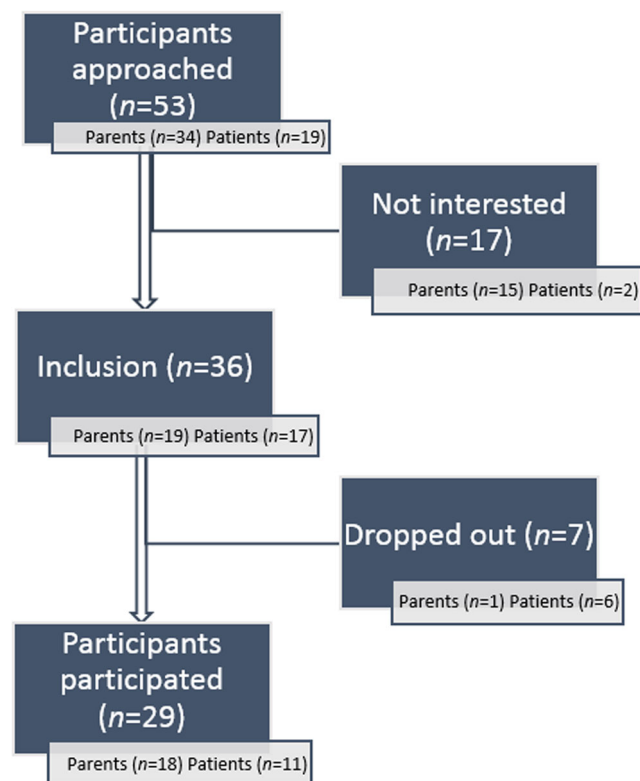 Participants
approached
(n=53)
Parents (n=34) Patients (n=19)
Not interested
(n=17)
Parents (n=15) Patients (n=2)
Inclusion (n=36)
Parents (n=19) Patients (n=17)
Dropped out (n=7)
Parents (n=1) Patients (n=6)
Participants
participated
(n=29)
Parents (n=18) Patients (n=11)